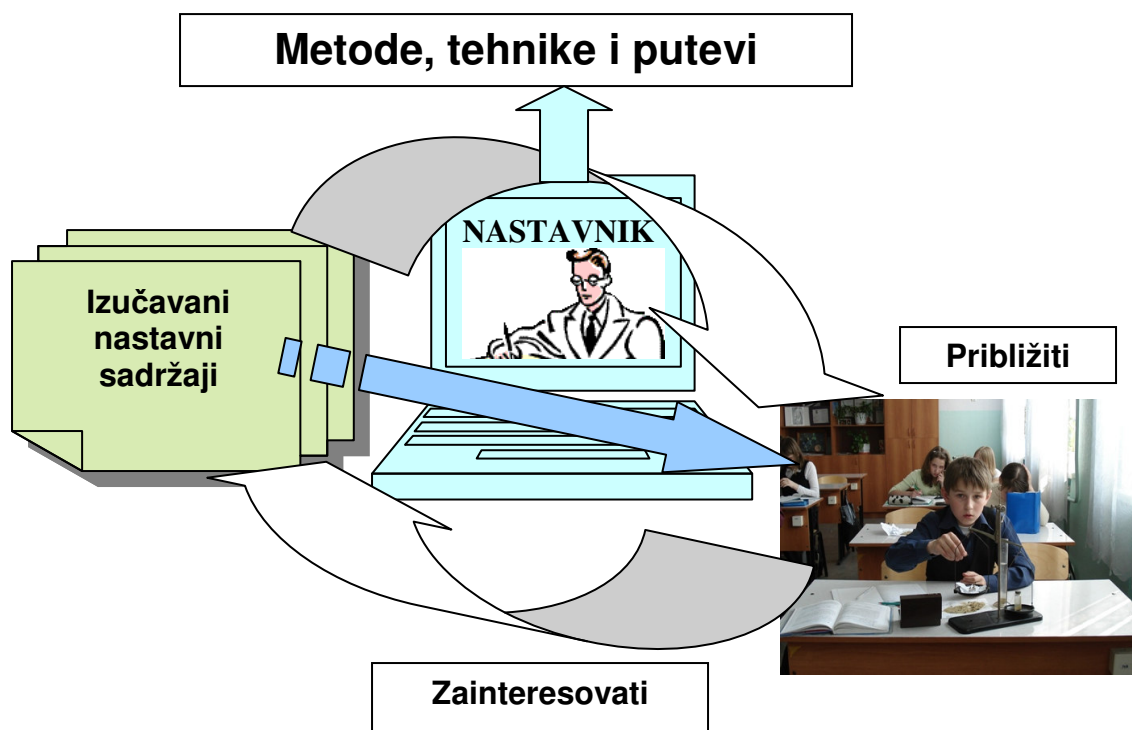 Metode, tehnike i putevi
NASTAVNIK
Izučavani
nastavni
sadržaji
Približiti
Zainteresovati